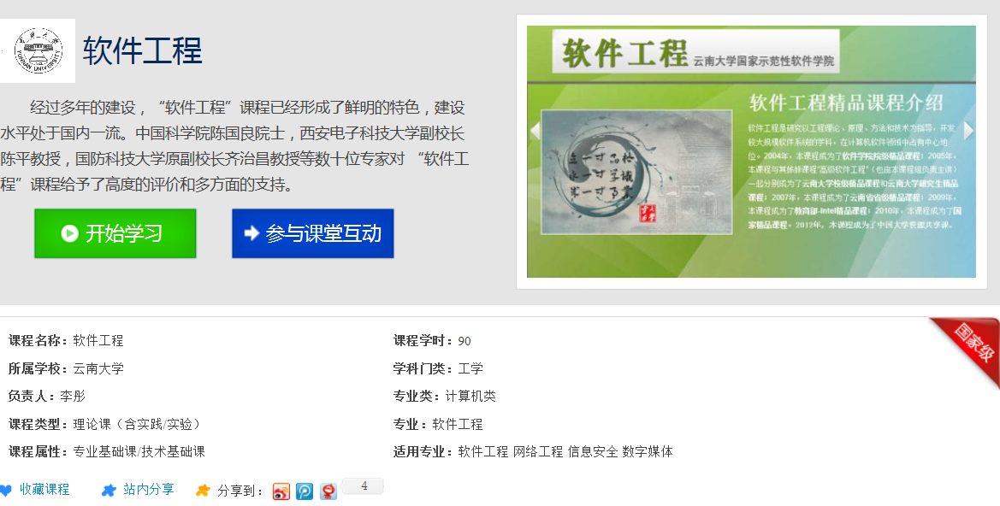 软件工程
经过多年的建设，“软件工程”课程已经形成了鲜明的特色，建设
水平处于国内一流。中国科学院陈国良院士，西安电子科技大学副校长
陈平教授，国防科技大学原副校长齐治昌教授等数十位专家对 “软件工
程”课程给予了高度的评价和多方面的支持。
开始学习
参与课堂互动
软件工程 云南大学国家示范性软件学院
软件工程精品课程介绍
软件工程是研究以工程理论、原理、方法和技术为指导，开发
较大规模软件系统的学科，在计算机软件领域中占有中心地
位。2004年，本课程成为了软件学院院级精品课程；2005年，
本课程与其姊妹课程“高级软件工程”（也由本课程组负责主讲）
一起分别成为了云南大学校级精品课程和云南大学研究生精品
课程；2007年，本课程成为了云南省省级精品课程；2009年，
本课程成为了教育部-Intel精品课程；2010年，本课程成为了国
家精品课程。2013年，本课程成为了中国大学资源共享课。
国家级
课程名称：软件工程
课程学时：90
所属学校：云南大学
学科门类：工学
负责人：李彤
专业类：计算机类
课程类型：理论课（含实践/实验）
专业：软件工程
课程属性：专业基础课/技术基础课
适用专业：软件工程 网络工程 信息安全 数字媒体
收藏课程
站内分享
分享到：
4